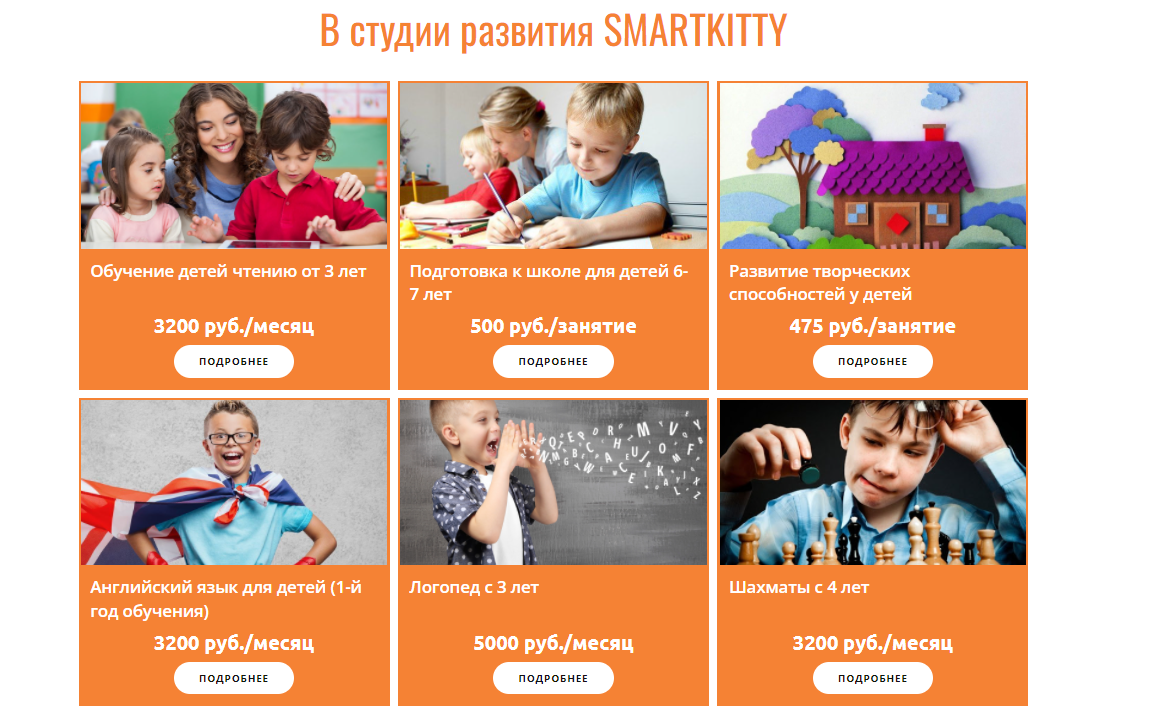 В студии развития SMARTKITTY
Обучение детей чтению от 3 лет
3200 руб./месяц
ПОДРОБНЕЕ
Подготовка к школе для детей 6-
7 лет
500 руб./занятие
ПОДРОБНЕЕ
Развитие творческих
способностей у детей
475 руб./занятие
ПОДРОБНЕЕ
Английский язык для детей (1-й
год обучения)
3200 руб./месяц
ПОДРОБНЕЕ
Логопед с 3 лет
5000 руб./месяц
ПОДРОБНЕЕ
Шахматы с 4 лет
3200 руб./месяц
ПОДРОБНЕЕ